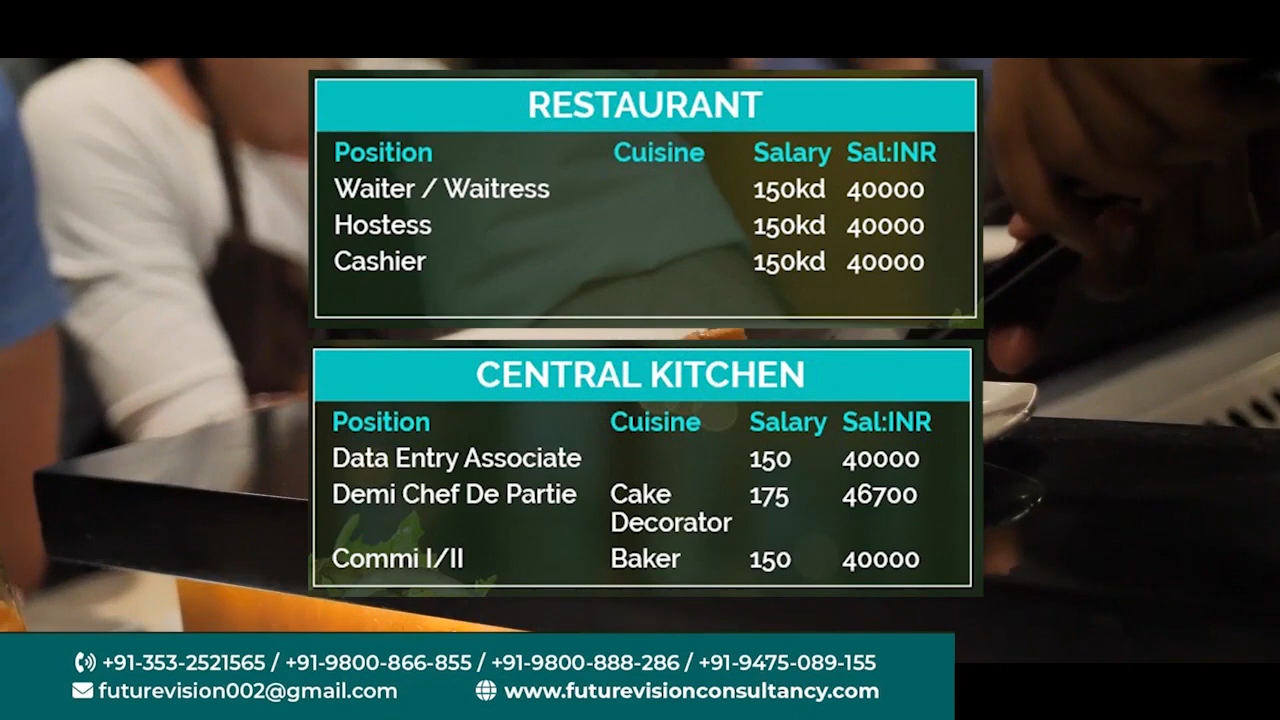 RESTAURANT
Position Cuisine Salary Sal:INR
Waiter / Waitress 150kd 40000
Hostess 150kd 40000
Cashier 150kd 40000
CENTRAL KITCHEN
Position Cuisine Salary Sal:INR
Data Entry Associate 150 40000
Demi Chef De Partie Cake Decorator 175 46700
Commi I/II Baker 150 40000
+91-353-2521565 / +91-9800-866-855 / +91-9800-888-286 / +91-9475-089-155
futurevision002@gmail.com www.futurevisionconsultancy.com